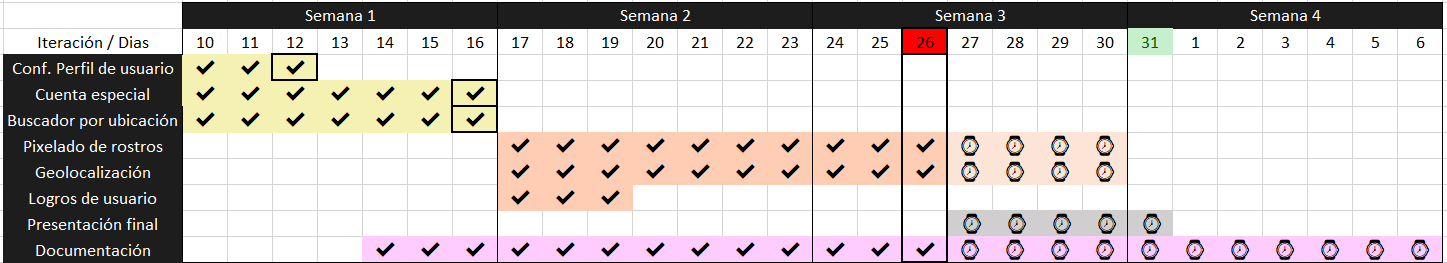 Semana 1 Semana 2 Semana 3 Semana 4
Iteración / Dias 10 11 12 13 14 15 16 17 18 19 20 21 22 23 24 25 26 27 28 29 30 31 1 2 3 4 5 6
Conf. Perfil de usuario
Cuenta especial
Buscador por ubicación
Pixelado de rostros
Geolocalización
Logros de usuario
Presentación final
Documentación